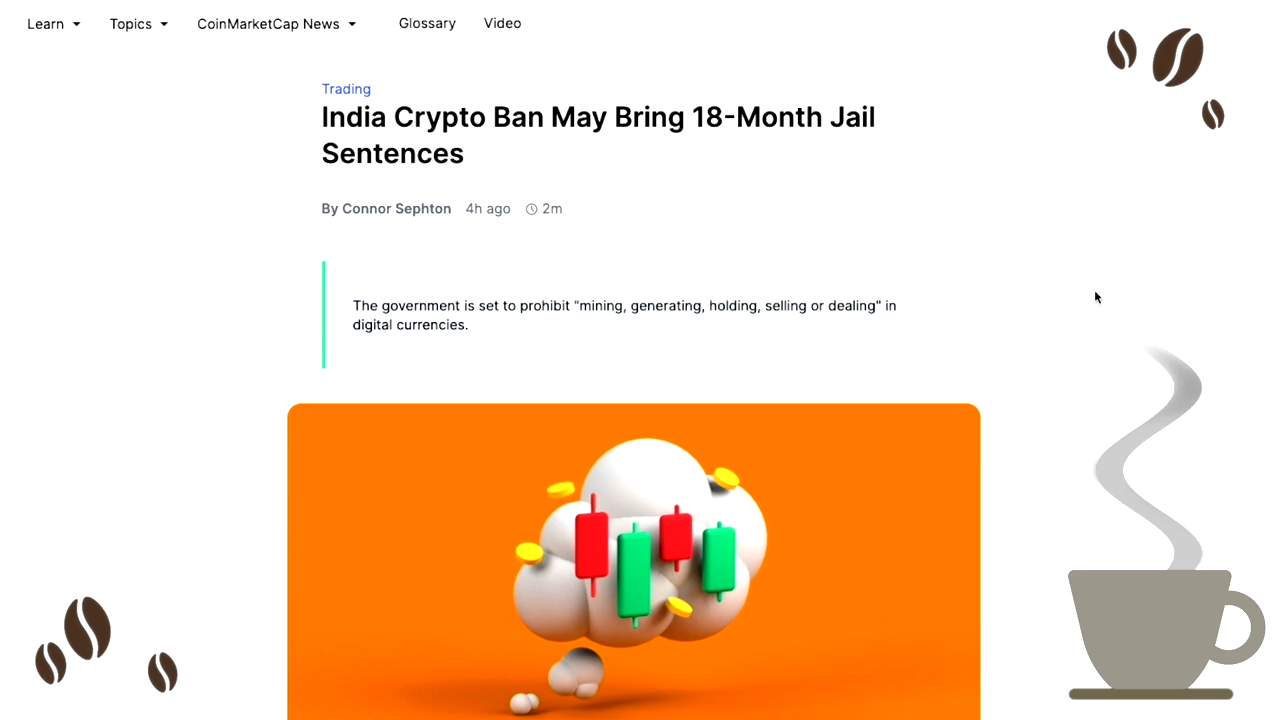 Learn Topics CoinMarketCap News Glossary Video
Trading
India Crypto Ban May Bring 18-Month Jail
Sentences
By Connor Sephton 4h ago 2m
The government is set to prohibit "mining, generating, holding, selling or dealing" in
digital currencies.